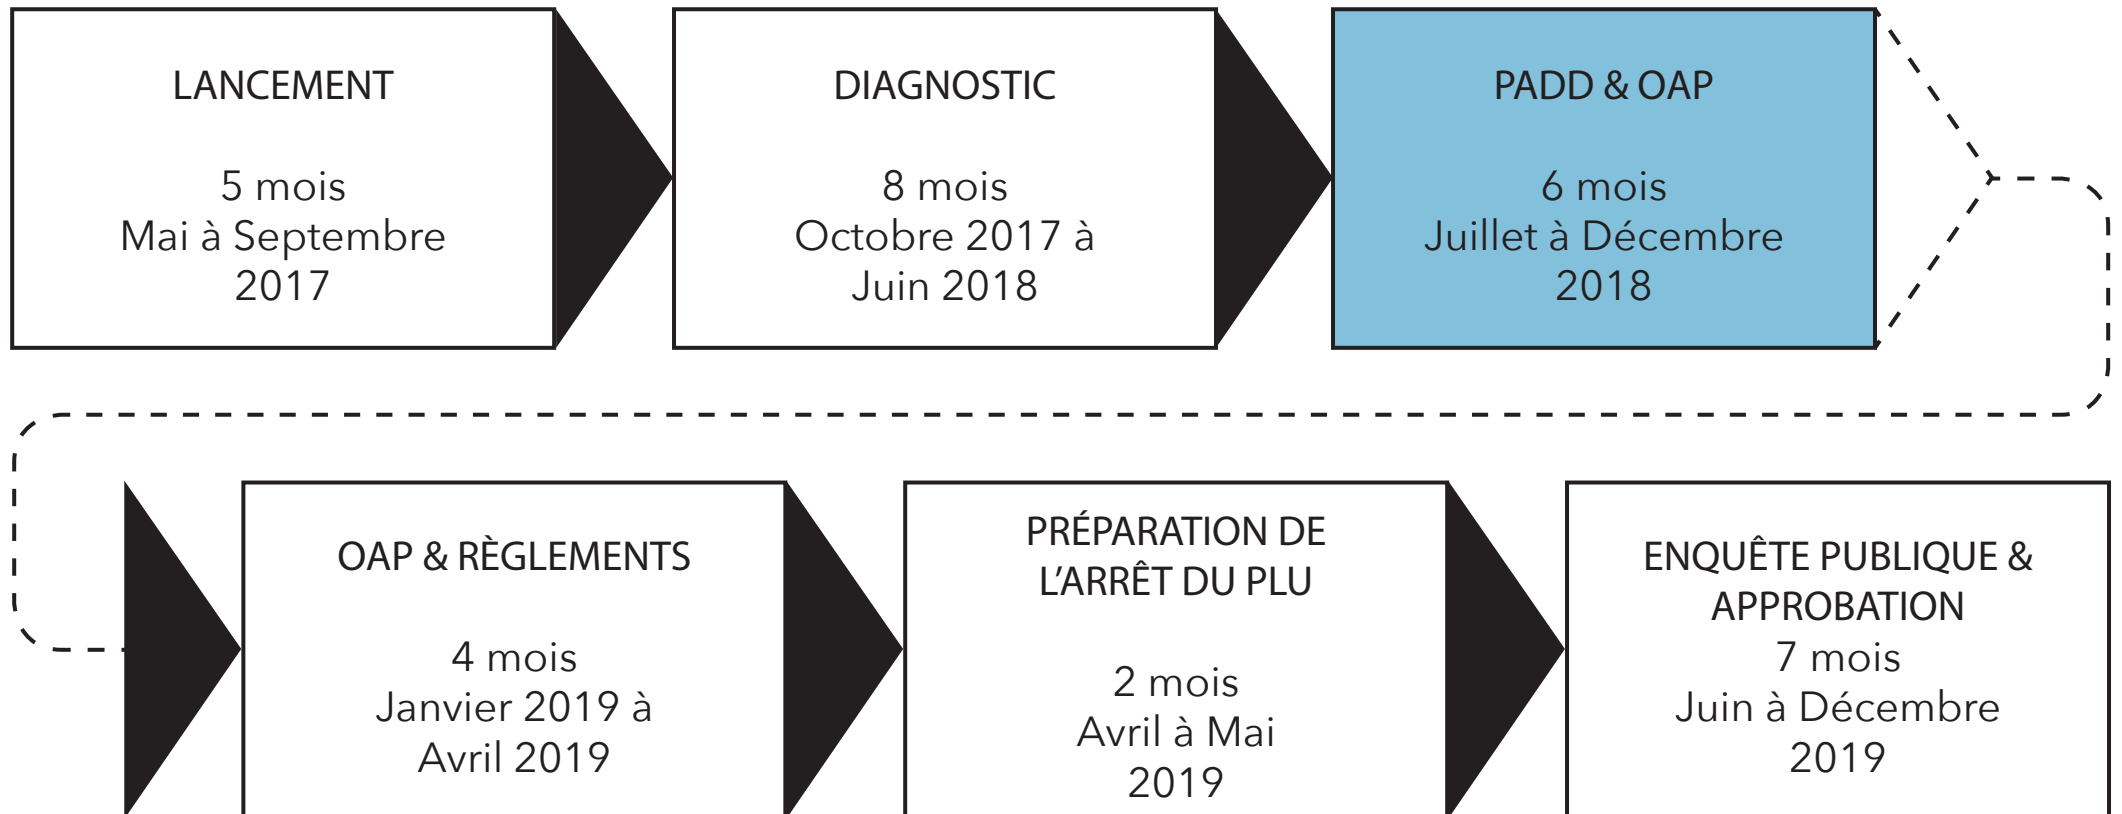 LANCEMENT
5 mois
Mai à Septembre
2017
DIAGNOSTIC
8 mois
Octobre 2017 à
Juin 2018
PADD & OAP
6 mois
Juillet à Décembre
2018
OAP & RÈGLEMENTS
4 mois
Janvier 2019 à
Avril 2019
PRÉPARATION DE
L’ARRÊT DU PLU
2 mois
Avril à Mai
2019
ENQUÊTE PUBLIQUE &
APPROBATION
7 mois
Juin à Décembre
2019